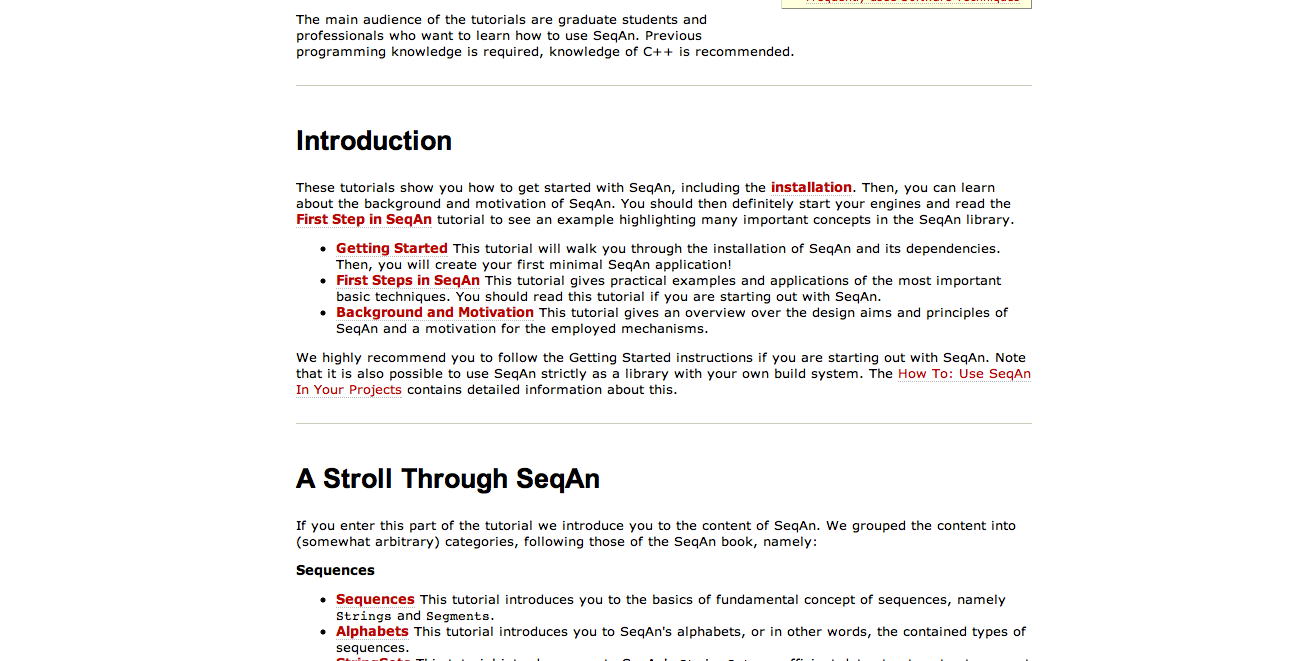 Frequently used Software Techniques
The main audience of the tutorials are graduate students and
professionals who want to learn how to use SeqAn. Previous
programming knowledge is required, knowledge of C++ is recommended.
Introduction
These tutorials show you how to get started with SeqAn, including the installation. Then, you can learn
about the background and motivation of SeqAn. You should then definitely start your engines and read the
First Step in SeqAn tutorial to see an example highlighting many important concepts in the SeqAn library.
• Getting Started This tutorial will walk you through the installation of SeqAn and its dependencies.
Then, you will create your first minimal SeqAn application!
• First Steps in SeqAn This tutorial gives practical examples and applications of the most important
basic techniques. You should read this tutorial if you are starting out with SeqAn.
• Background and Motivation This tutorial gives an overview over the design aims and principles of
SeqAn and a motivation for the employed mechanisms.
We highly recommend you to follow the Getting Started instructions if you are starting out with SeqAn. Note
that it is also possible to use SeqAn strictly as a library with your own build system. The How To: Use SeqAn
In Your Projects contains detailed information about this.
A Stroll Through SeqAn
If you enter this part of the tutorial we introduce you to the content of SeqAn. We grouped the content into
(somewhat arbitrary) categories, following those of the SeqAn book, namely:
Sequences
• Sequences This tutorial introduces you to the basics of fundamental concept of sequences, namely
Strings and Segments.
• Alphabets This tutorial introduces you to SeqAn's alphabets, or in other words, the contained types of
sequences.